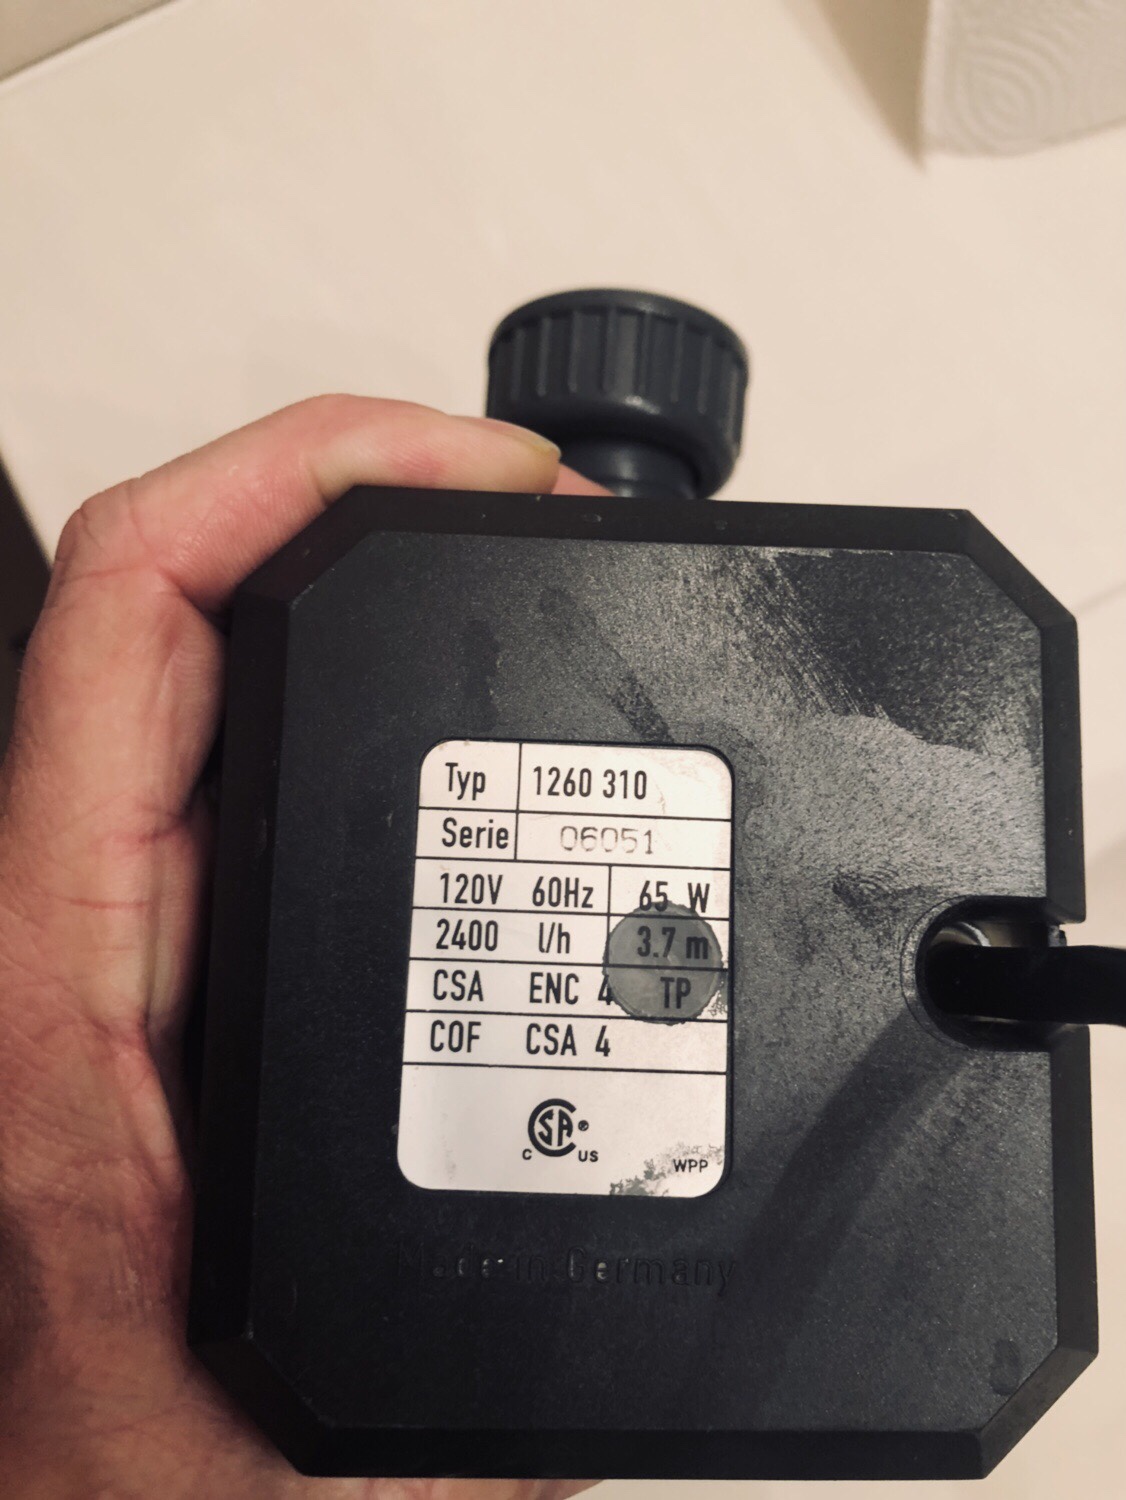 Typ 1260 310
Serie 06051
120V 60Hz 65 W
2400 l/h 3.7 m
CSA ENC 4 TP
COF CSA 4
CSA ®
C US
WPP
Made in Germany